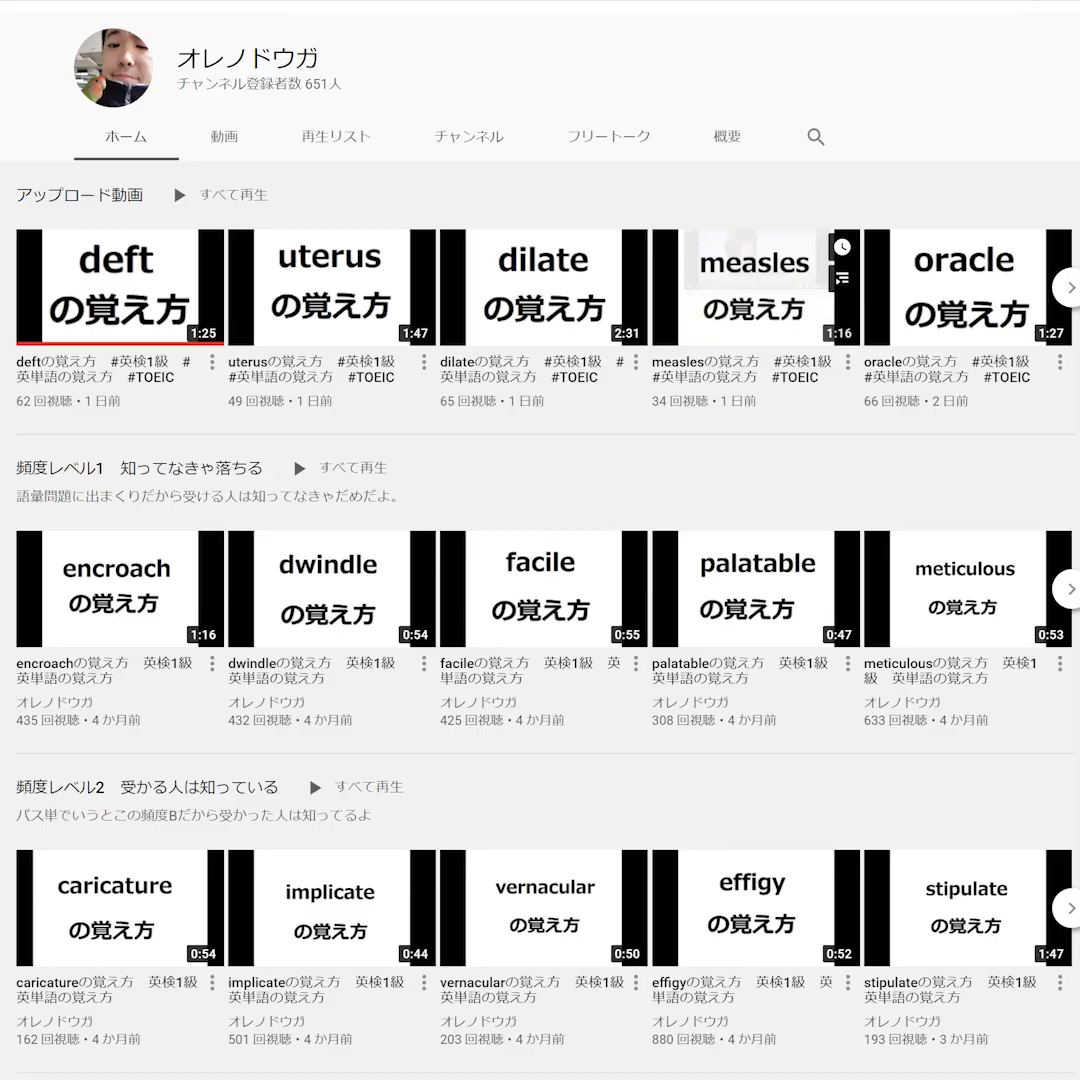 オレノドウガ
チャンネル登録者数 651人
ホーム 動画 再生リスト チャンネル フリートーク 概要
アップロード動画 すべて再生
deft
の覚え方
1:25
uterus
の覚え方
1:47
dilate
の覚え方
2:31
measles
の覚え方
1:16
oracle
の覚え方
1:27
deftの覚え方 #英検1級 #
英単語の覚え方 #TOEIC
62 回視聴・1 日前
uterusの覚え方 #英検1級
#英単語の覚え方 #TOEIC
49 回視聴・1 日前
dilateの覚え方 #英検1級 #
英単語の覚え方 #TOEIC
65 回視聴・1 日前
measlesの覚え方 #英検1級
#英単語の覚え方 #TOEIC
34 回視聴・1 日前
oracleの覚え方 #英検1級
#英単語の覚え方 #TOEIC
66 回視聴・2 日前
頻度レベル1 知ってなきゃ落ちる すべて再生
語彙問題に出まくりだから受ける人は知ってなきゃだめだよ。
encroach
の覚え方
1:16
dwindle
の覚え方
0:54
facile
の覚え方
0:55
palatable
の覚え方
0:47
meticulous
の覚え方
0:53
encroachの覚え方 英検1級
英単語の覚え方
オレノドウガ
435 回視聴・4 か月前
dwindleの覚え方 英検1級
英単語の覚え方
オレノドウガ
432 回視聴・4 か月前
facileの覚え方 英検1級 英
単語の覚え方
オレノドウガ
425 回視聴・4 か月前
palatableの覚え方 英検1級
英単語の覚え方
オレノドウガ
308 回視聴・4 か月前
meticulousの覚え方 英検1
級 英単語の覚え方
オレノドウガ
633 回視聴・4 か月前
頻度レベル2 受かる人は知っている すべて再生
パス単でいうとこの頻度Bだから受かった人は知ってるよ
caricature
の覚え方
0:54
implicate
の覚え方
0:44
vernacular
の覚え方
0:50
effigy
の覚え方
0:52
stipulate
の覚え方
1:47
caricatureの覚え方 英検1級
英単語の覚え方
オレノドウガ
162 回視聴・4 か月前
implicateの覚え方 英検1級
英単語の覚え方
オレノドウガ
501 回視聴・4 か月前
vernacularの覚え方 英検1級
英単語の覚え方
オレノドウガ
203 回視聴・4 か月前
effigyの覚え方 英検1級 英
単語の覚え方
オレノドウガ
880 回視聴・4 か月前
stipulateの覚え方 英検1級
英単語の覚え方
オレノドウガ
193 回視聴・3 か月前